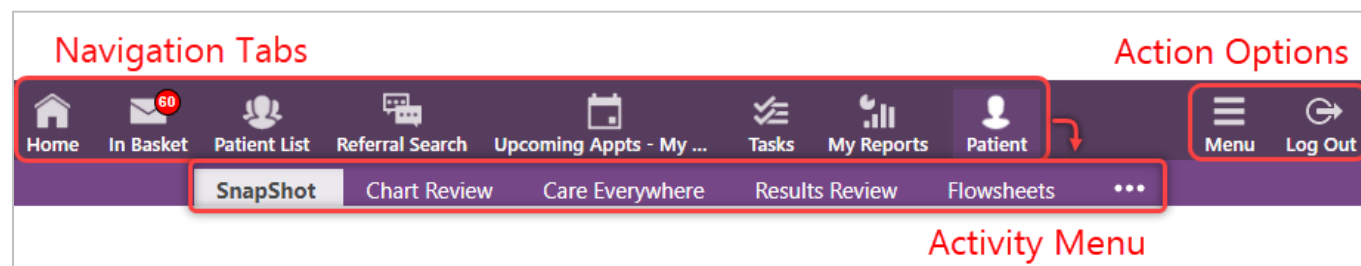 Navigation Tabs
Action Options
60
Home In Basket Patient List Referral Search Upcoming Appts - My ... Tasks My Reports Patient Menu Log Out
SnapShot Chart Review Care Everywhere Results Review Flowsheets •••
Activity Menu